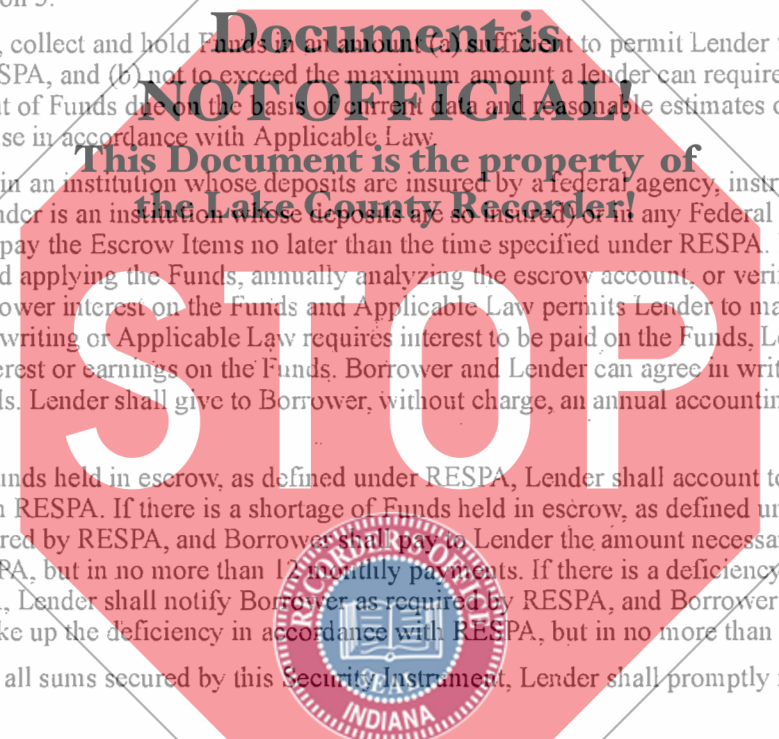 on 5.
Document is
, collect and hold Funds in an amount (a) sufficient to permit Lender
SPA, and (b) not to exceed the maximum amount a lender can require
NOT OFFICIAL!
t of Funds due on the basis of current data and reasonable estimates o
se in accordance with Applicable Law
This Document is the property of
in an institution whose deposits are insured by a federal agency, instr
the Lake County Recorder!
nder is an institution whose deposits are so insured) or in any Federal
pay the Escrow Items no later than the time specified under RESPA.
d applying the Funds, annually analyzing the escrow account, or veri
ower interest on the Funds and Applicable Law permits Lender to ma
writing or Applicable Law requires interest to be paid on the Funds, L
STOP
erest or earnings on the Funds. Borrower and Lender can agree in writ
ls. Lender shall give to Borrower, without charge, an annual accountin
unds held in escrow, as defined under RESPA, Lender shall account to
h RESPA. If there is a shortage of Funds held in escrow, as defined un
red by RESPA, and Borrower shall pay to Lender the amount necessa
PA, but in no more than 12 monthly payments. If there is a deficiency
, Lender shall notify Borrower as required by RESPA, and Borrower
ke up the deficiency in accordance with RESPA, but in no more than
all sums secured by this Security Instrument, Lender shall promptly
RECORDER'S OFFICE
SEAL
INDIANA